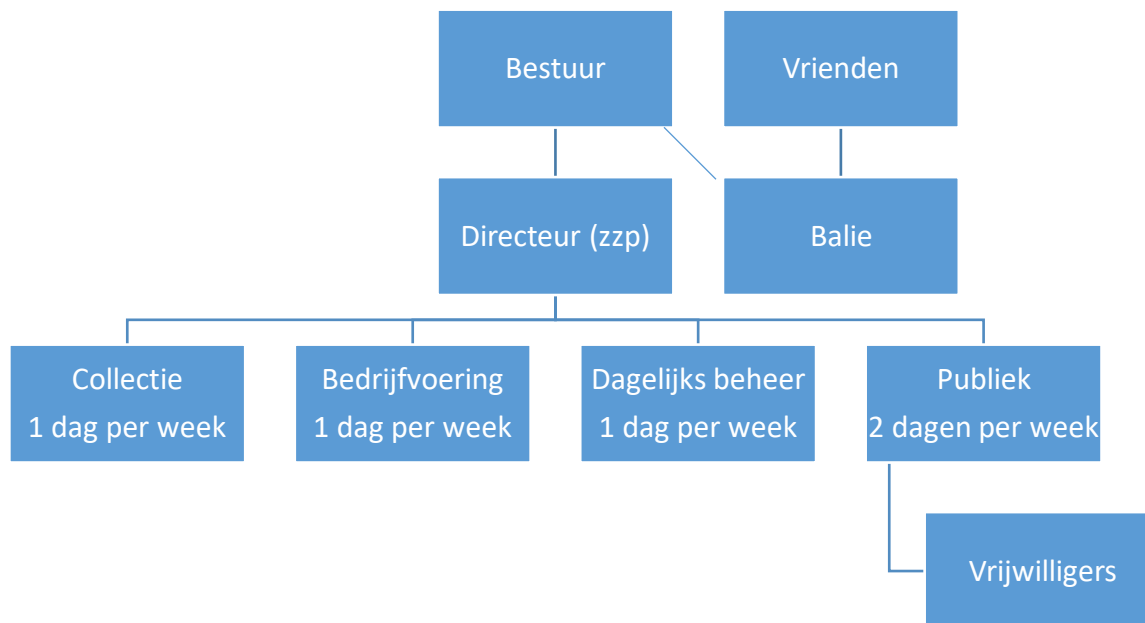 Bestuur
Vrienden
Directeur (zzp)
Balie
Collectie
1 dag per week
Bedrijfvoering
1 dag per week
Dagelijks beheer
1 dag per week
Publiek
2 dagen per week
Vrijwilligers